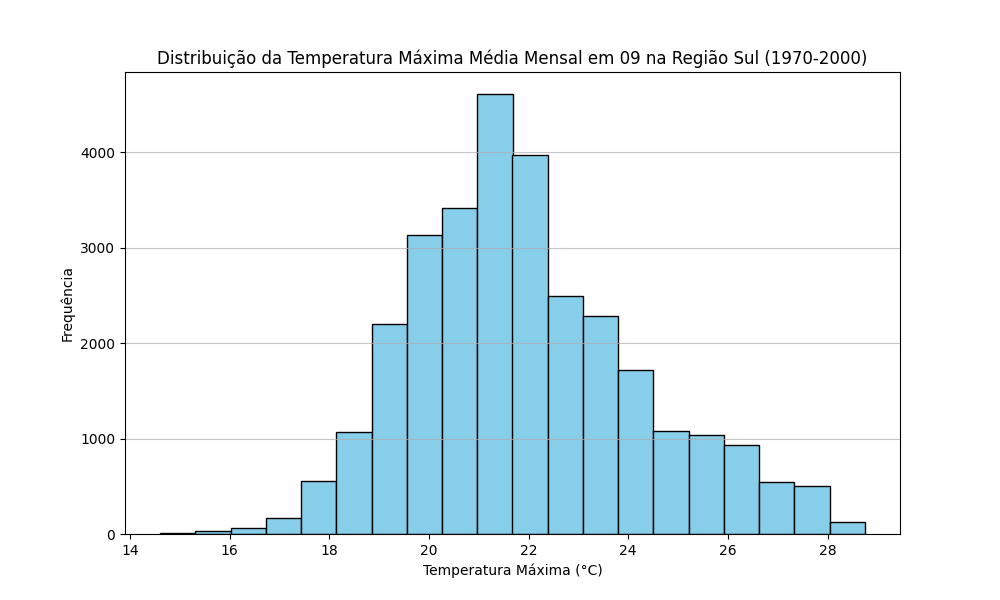 Distribuição da Temperatura Máxima Média Mensal em 09 na Região Sul (1970-2000)
4000
3000
2000
1000
0
Frequência
14 16 18 20 22 24 26 28
Temperatura Máxima (°C)